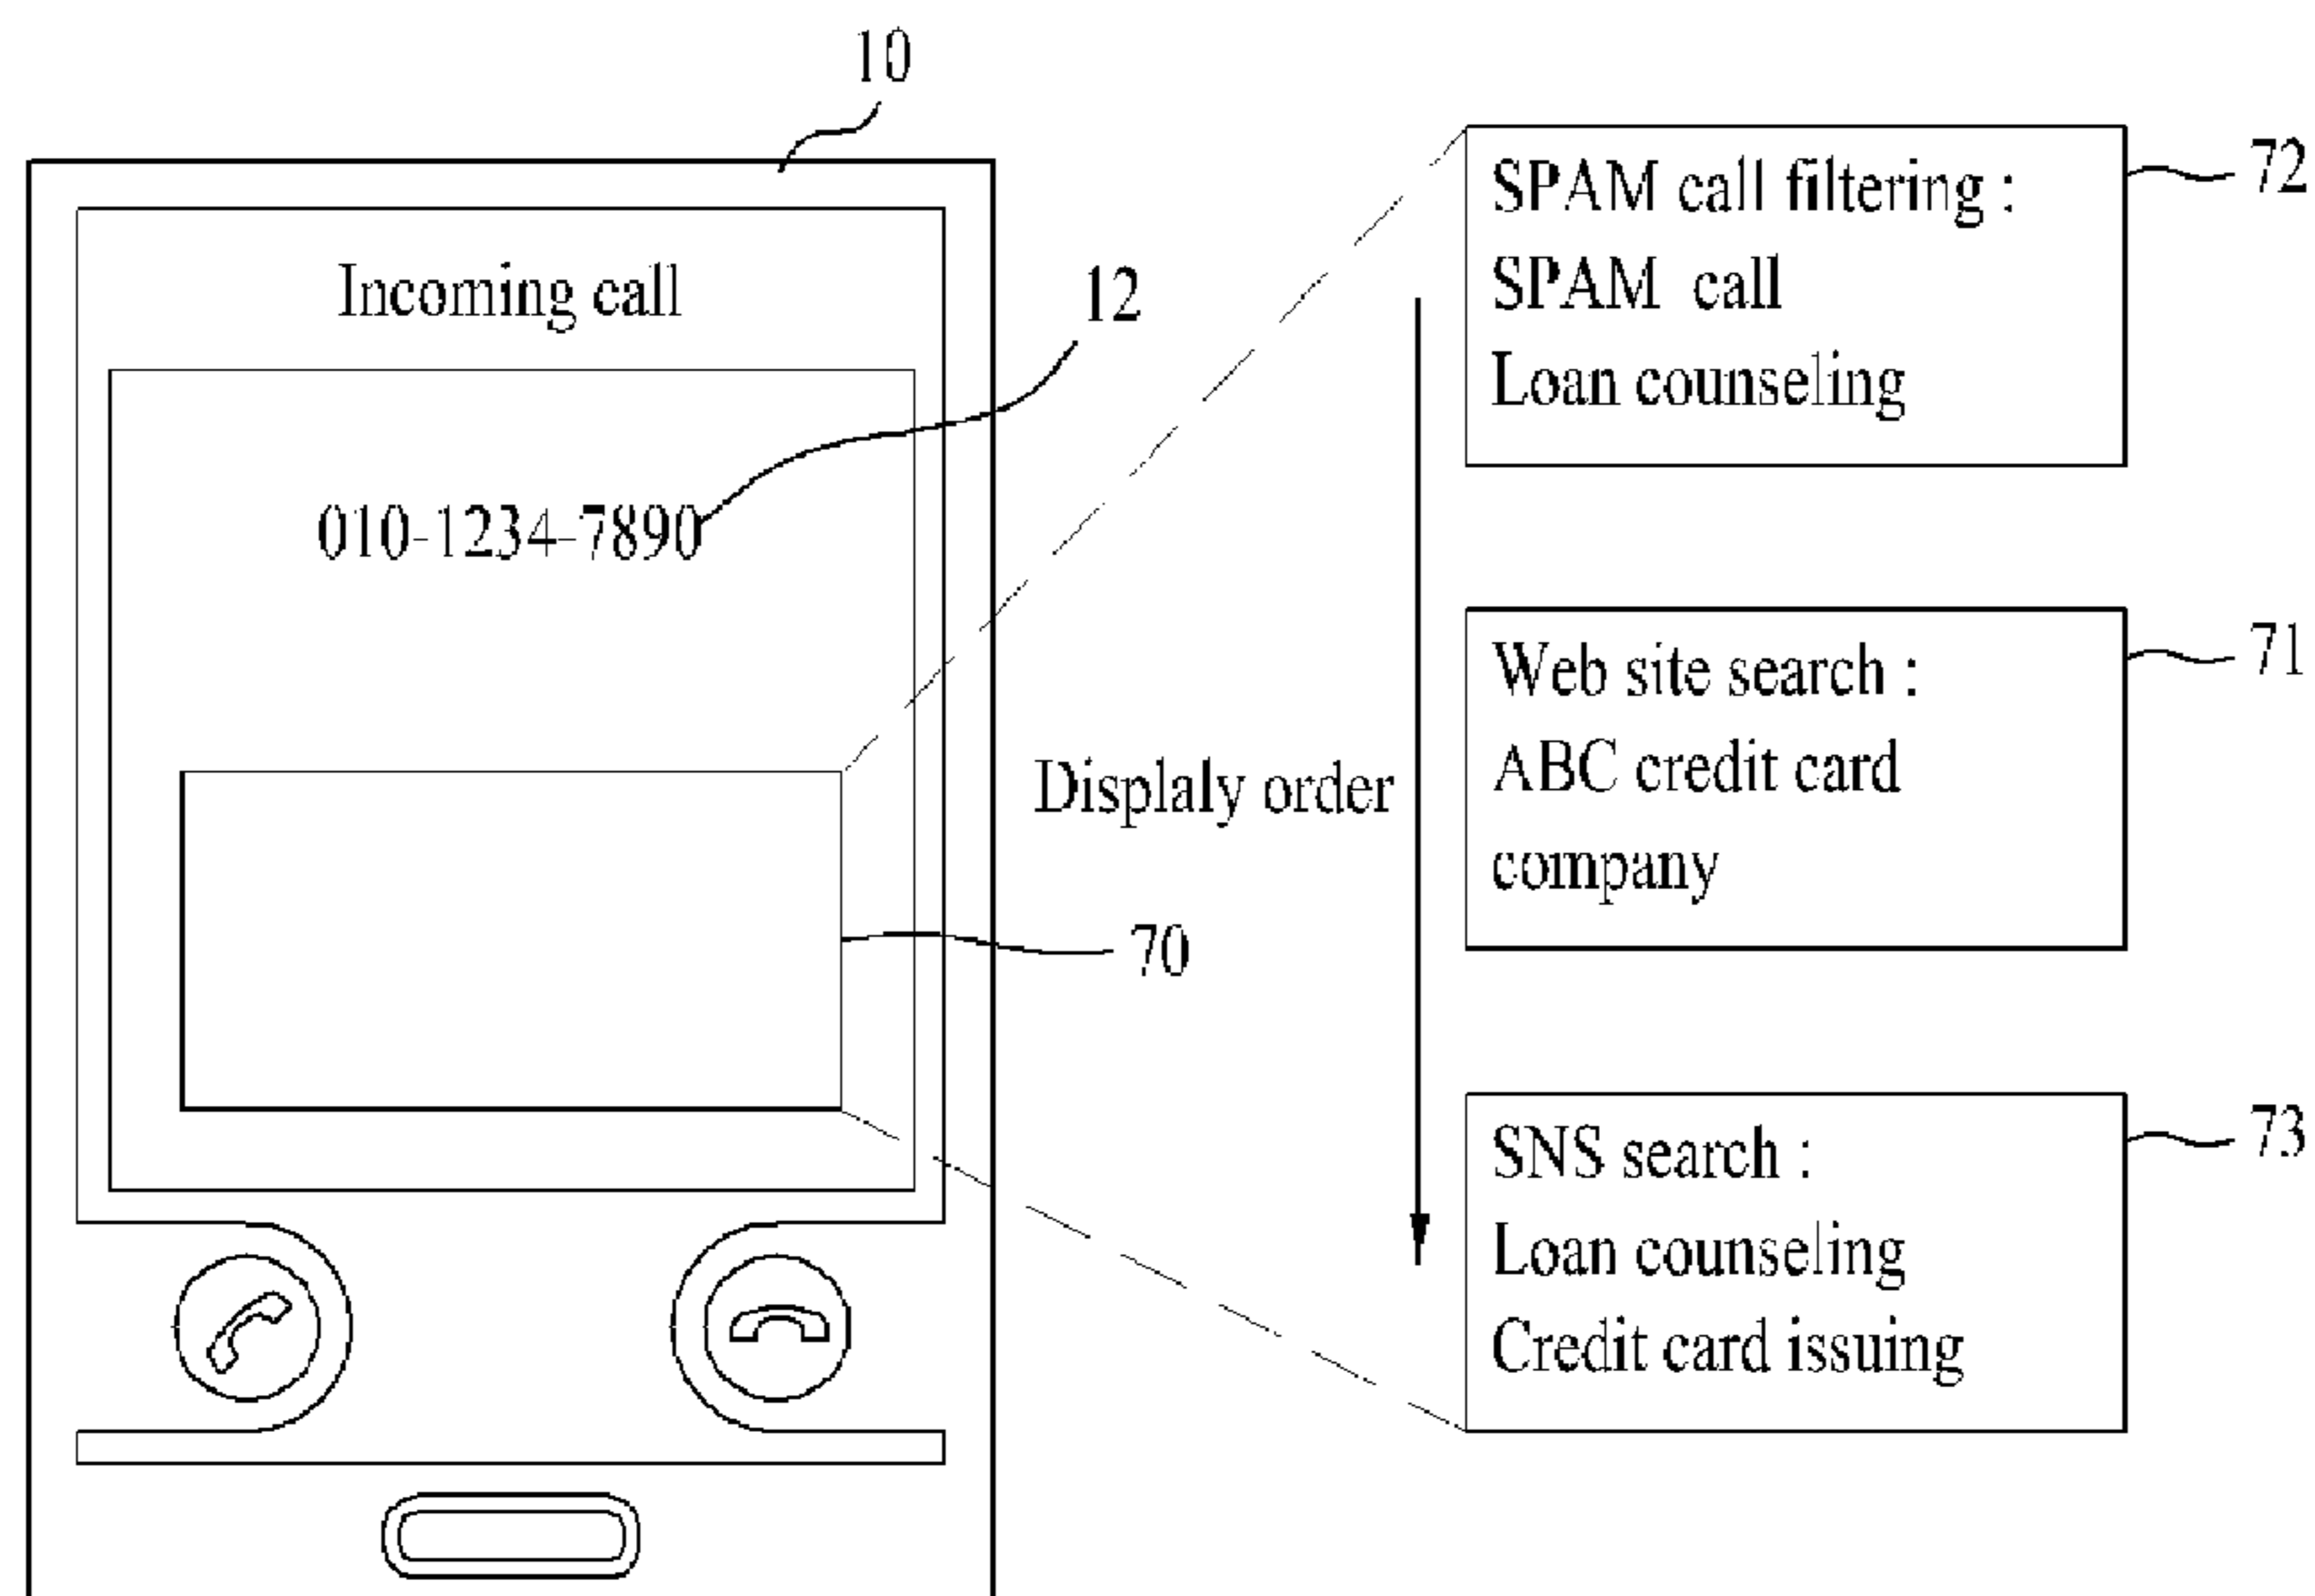 10
Incoming call
12
010-1234-7890
70
Displaly order
SPAM call filtering :
SPAM call
Loan counseling
72
Web site search :
ABC credit card
company
71
SNS search :
Loan counseling
Credit card issuing
73